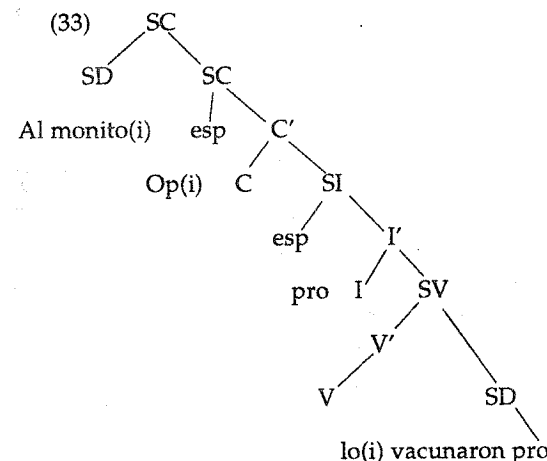 (33) SC
SD SC
Al monito(i) esp C'
Op(i) C SI
esp I'
pro I SV
V'
V SD
lo(i) vacunaron pro